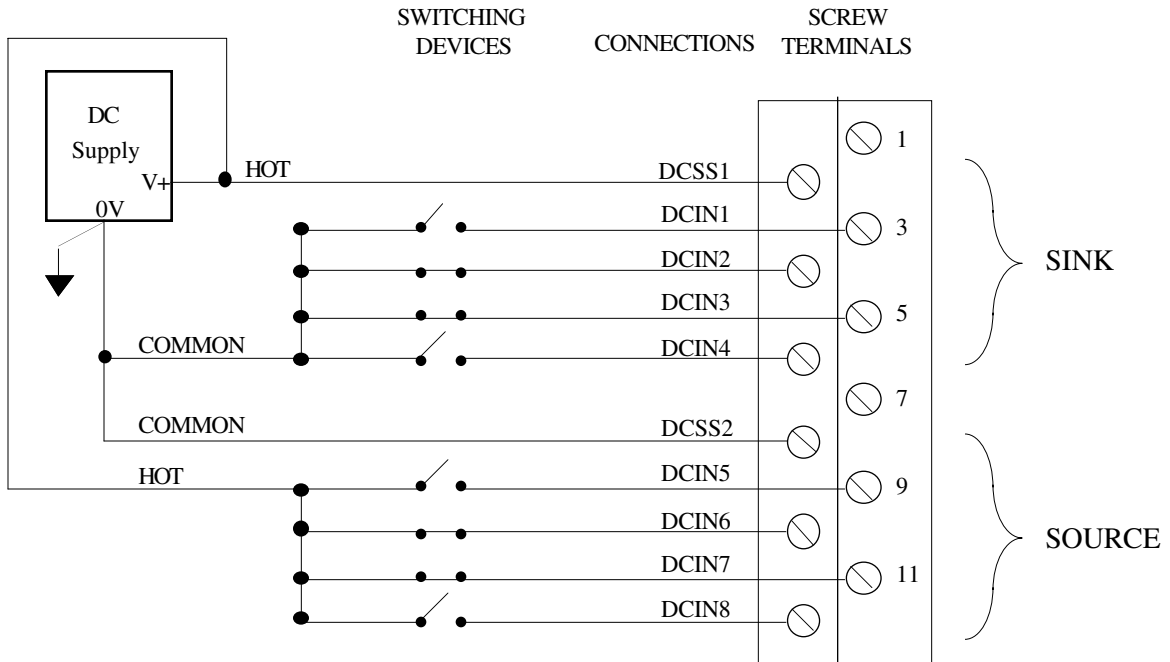 SWITCHING
DEVICES
CONNECTIONS
SCREW
TERMINALS
DC
Supply
V+
0V
HOT
DCSS1
1
DCIN1
3
DCIN2
DCIN3
5
COMMON
DCIN4
SINK
7
COMMON
DCSS2
HOT
DCIN5
9
DCIN6
DCIN7
11
DCIN8
SOURCE